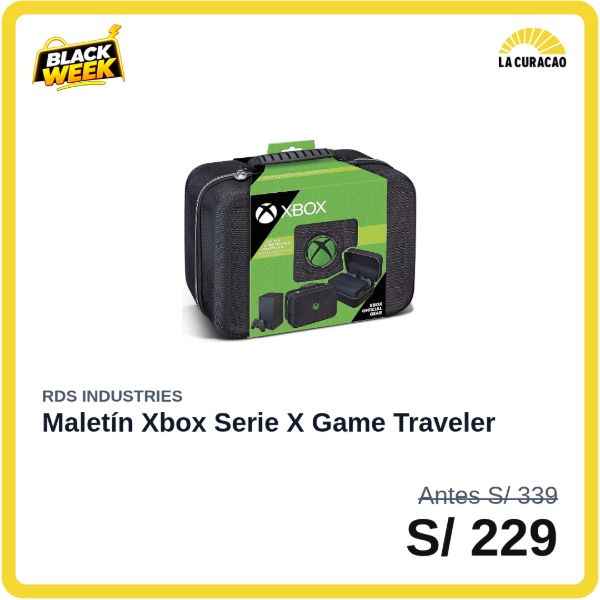 BLACK
WEEK
LA CURACAO
XBOX
XBOX
OFFICIAL
GEAR
RDS INDUSTRIES
Maletín Xbox Serie X Game Traveler
Antes S/ 339
S/ 229